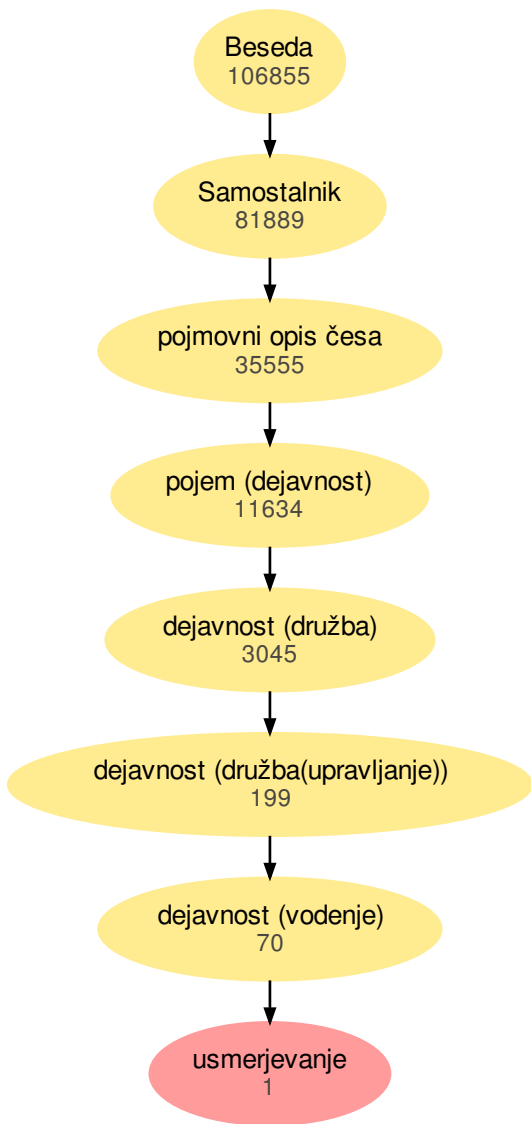 Beseda
106855
Samostalnik
81889
pojmovni opis česa
35555
pojem (dejavnost)
11634
dejavnost (družba)
3045
dejavnost (družba(upravljanje))
199
dejavnost (vodenje)
70
usmerjevanje
1